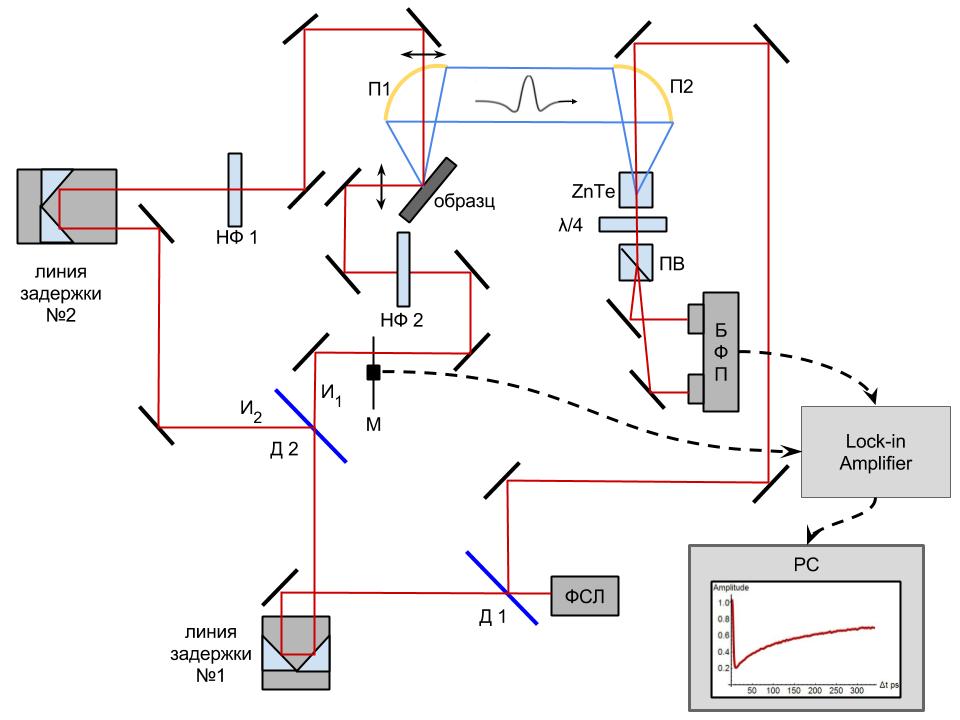 П1
П2
образц
ZnTe
λ/4
ПВ
НФ 1
линия
задержки
№2
НФ 2
Б
Ф
П
И₁
И₂
М
Д 2
Lock-in
Amplifier
PC
Amplitude
1.0
0.8
0.6
0.4
0.2
50 100 150 200 250 300
Δt ps
ФСЛ
Д 1
линия
задержки
№1